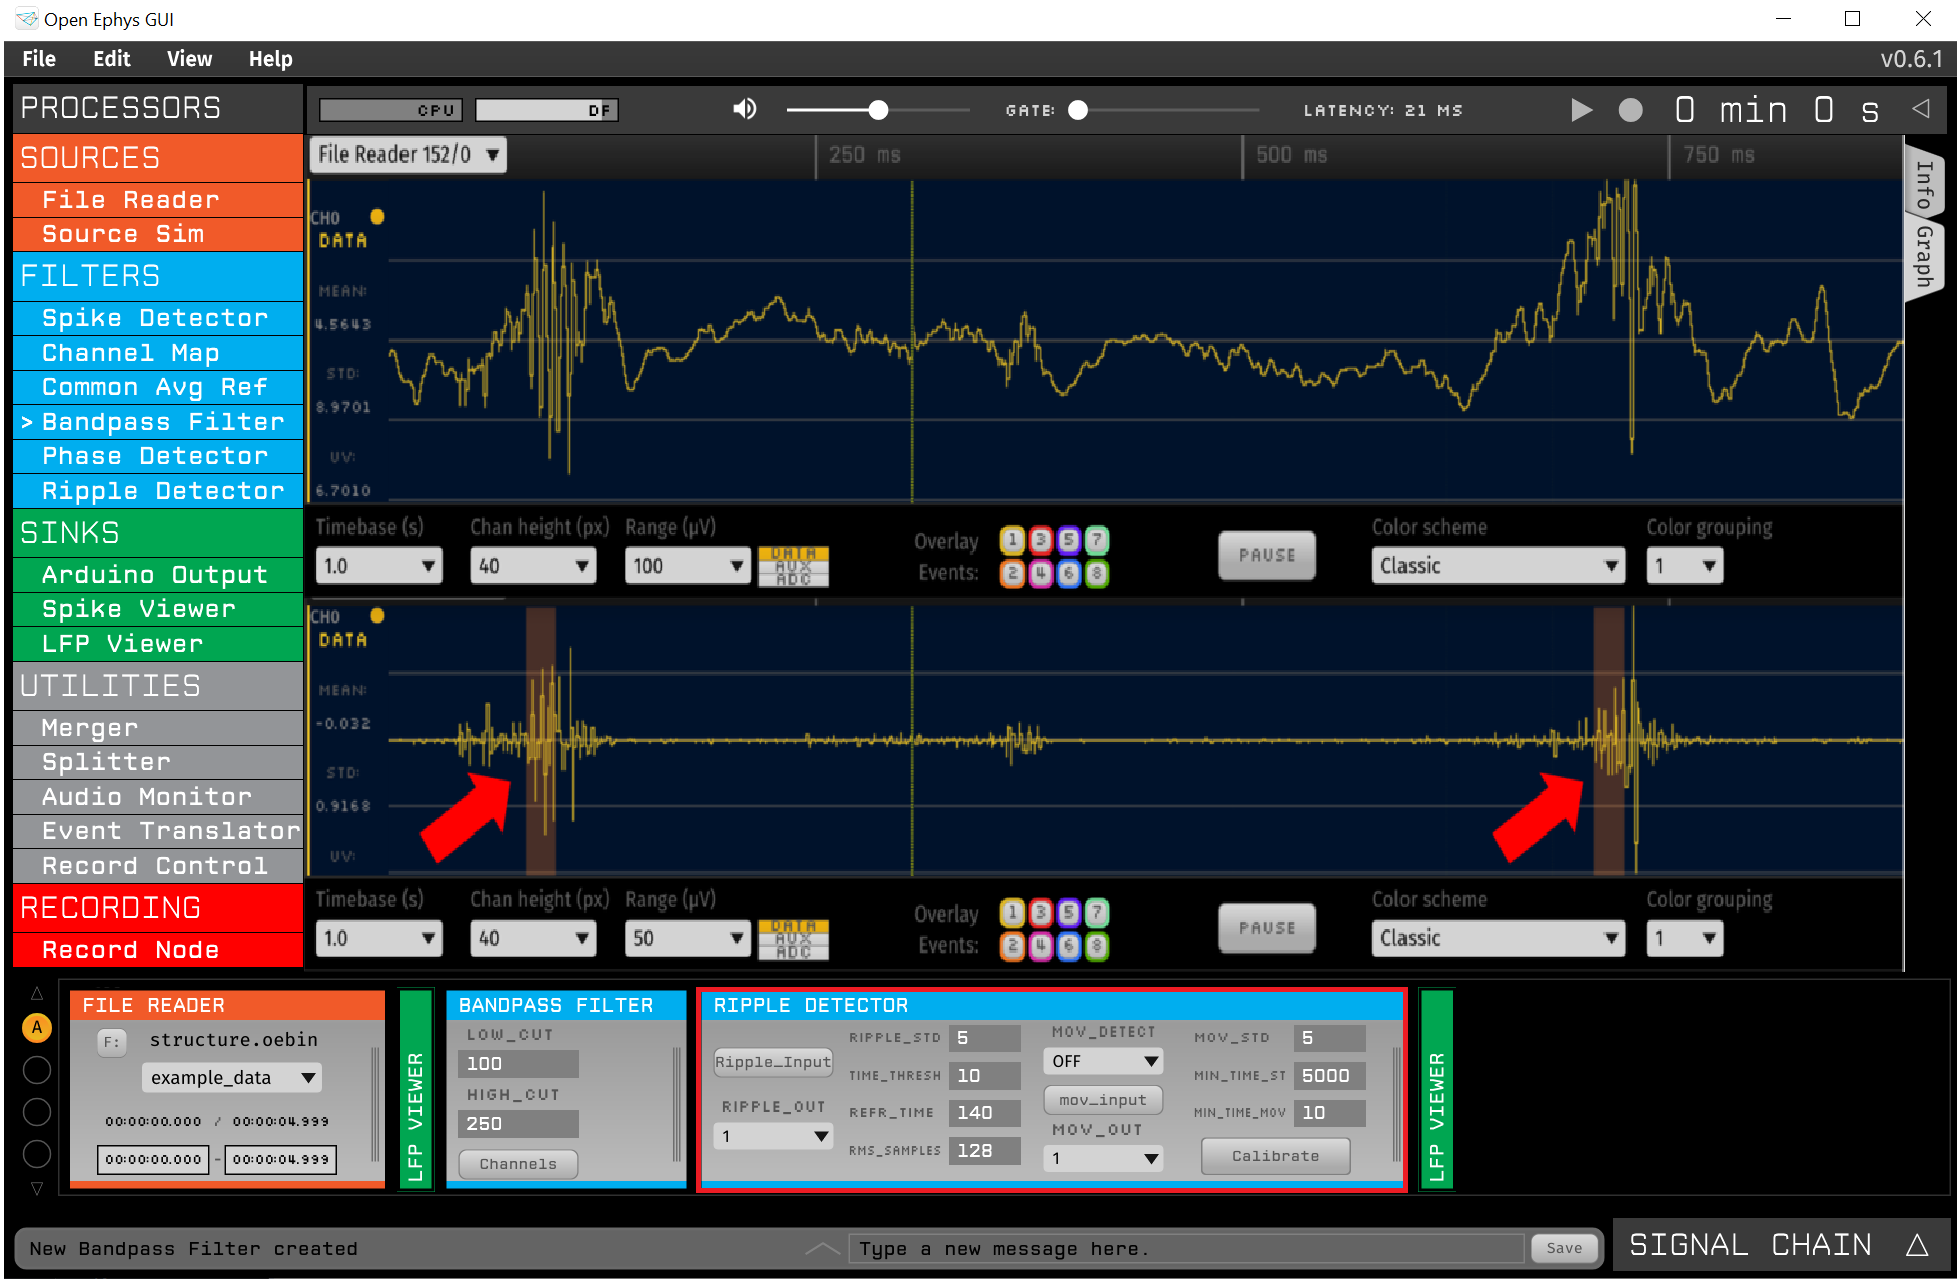 Open Ephys GUI
File Edit View Help v0.6.1
PROCESSORS
SOURCES
File Reader
Source Sim
FILTERS
Spike Detector
Channel Map
Common Avg Ref
> Bandpass Filter
Phase Detector
Ripple Detector
SINKS
Arduino Output
Spike Viewer
LFP Viewer
UTILITIES
Merger
Splitter
Audio Monitor
Event Translator
Record Control
RECORDING
Record Node
CPU DF GATE: LATENCY: 21 MS 0 min 0 s
File Reader 152/0 250 ms 500 ms 750 ms
Info
Graph
CH0
DATA
MEAN:
4.5643
STD:
8.9701
UV:
6.7010
Timebase (s) Chan height (px) Range (µV) Color scheme Color grouping
1.0 40 100 DATA AUX ADC Overlay Events: 1 3 5 7 2 4 6 8 PAUSE Classic 1
CH0
DATA
MEAN:
-0.032
STD:
0.9168
UV:
Timebase (s) Chan height (px) Range (µV) Color scheme Color grouping
1.0 40 50 DATA AUX ADC Overlay Events: 1 3 5 7 2 4 6 8 PAUSE Classic 1
A
FILE READER
F: structure.oebin
example_data
00:00:00.000 / 00:00:04.999
00:00:00.000 - 00:00:04.999
LFP VIEWER
BANDPASS FILTER
LOW_CUT
100
HIGH_CUT
250
Channels
RIPPLE DETECTOR
Ripple_Input
RIPPLE_OUT
1
RIPPLE_STD 5
TIME_THRESH 10
REFR_TIME 140
RMS_SAMPLES 128
MOV_DETECT
OFF
mov_input
MOV_OUT
1
MOV_STD 5
MIN_TIME_ST 5000
MIN_TIME_MOV 10
Calibrate
LFP VIEWER
New Bandpass Filter created Type a new message here. Save SIGNAL CHAIN